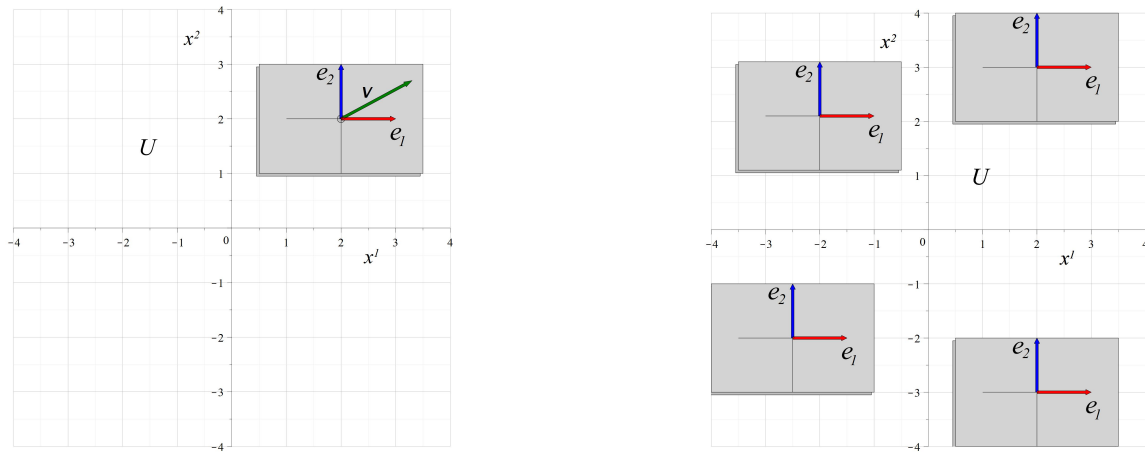 4
x² 3
e₂ v
2
e₁
U 1
-4 -3 -2 -1 0 1 2 3 4
x¹
-1
-2
-3
-4
4
e₂
x² 3
e₂ e₁
2
e₁
1 U
-4 -3 -2 -1 0 1 2 3 4
x¹
-1
e₂
-2
e₁ e₂
-3
e₁
-4